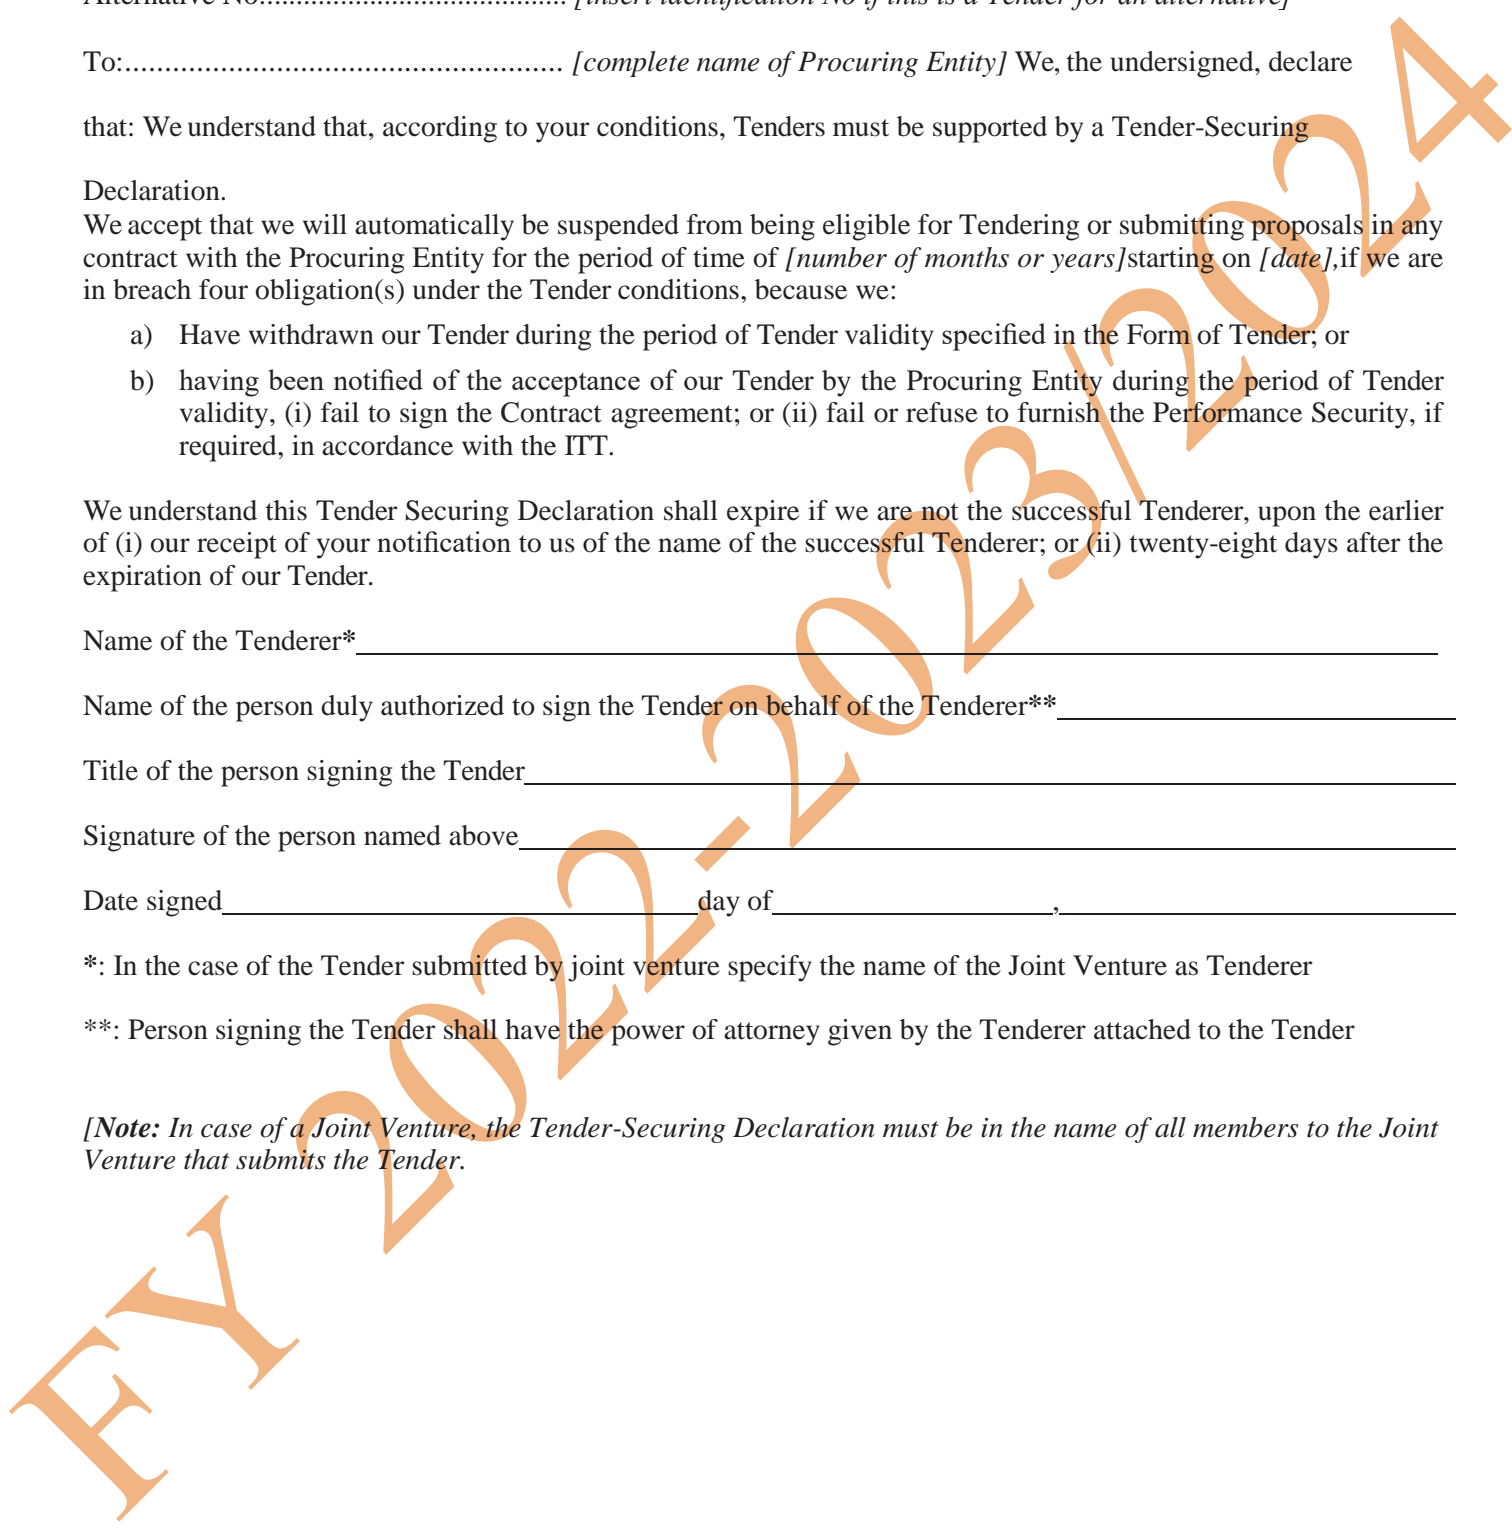 Alternative No.......................................... [insert identification No if this is a Tender for an alternative]
To:....................................................... [complete name of Procuring Entity] We, the undersigned, declare
that: We understand that, according to your conditions, Tenders must be supported by a Tender-Securing
Declaration.
We accept that we will automatically be suspended from being eligible for Tendering or submitting proposals in any
contract with the Procuring Entity for the period of time of [number of months or years]starting on [date],if we are
in breach four obligation(s) under the Tender conditions, because we:
a) Have withdrawn our Tender during the period of Tender validity specified in the Form of Tender; or
b) having been notified of the acceptance of our Tender by the Procuring Entity during the period of Tender
validity, (i) fail to sign the Contract agreement; or (ii) fail or refuse to furnish the Performance Security, if
required, in accordance with the ITT.
We understand this Tender Securing Declaration shall expire if we are not the successful Tenderer, upon the earlier
of (i) our receipt of your notification to us of the name of the successful Tenderer; or (ii) twenty-eight days after the
expiration of our Tender.
Name of the Tenderer*
Name of the person duly authorized to sign the Tender on behalf of the Tenderer**
Title of the person signing the Tender
Signature of the person named above
Date signed day of ,
*: In the case of the Tender submitted by joint venture specify the name of the Joint Venture as Tenderer
**: Person signing the Tender shall have the power of attorney given by the Tenderer attached to the Tender
[Note: In case of a Joint Venture, the Tender-Securing Declaration must be in the name of all members to the Joint
Venture that submits the Tender.
FY 2022-2023/2024